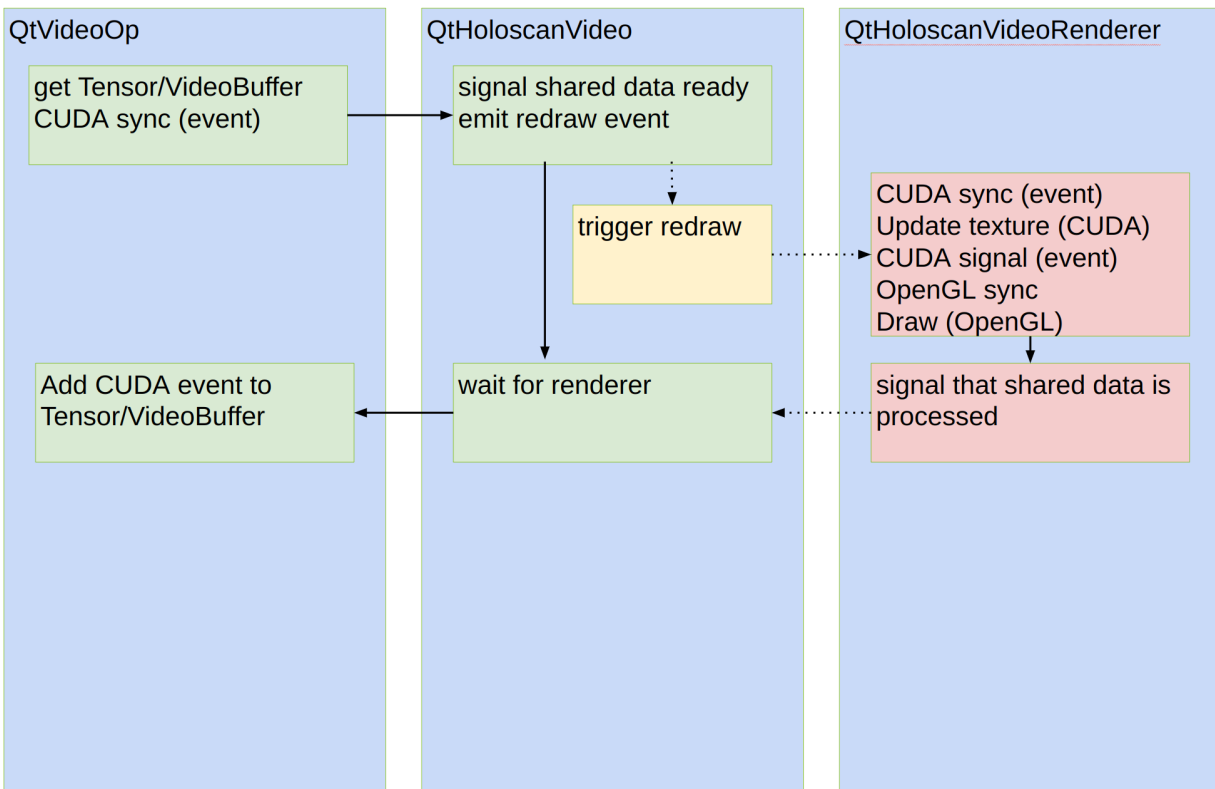 QtVideoOp
get Tensor/VideoBuffer
CUDA sync (event)
Add CUDA event to
Tensor/VideoBuffer
QtHoloscanVideo
signal shared data ready
emit redraw event
trigger redraw
wait for renderer
QtHoloscanVideoRenderer
CUDA sync (event)
Update texture (CUDA)
CUDA signal (event)
OpenGL sync
Draw (OpenGL)
signal that shared data is
processed